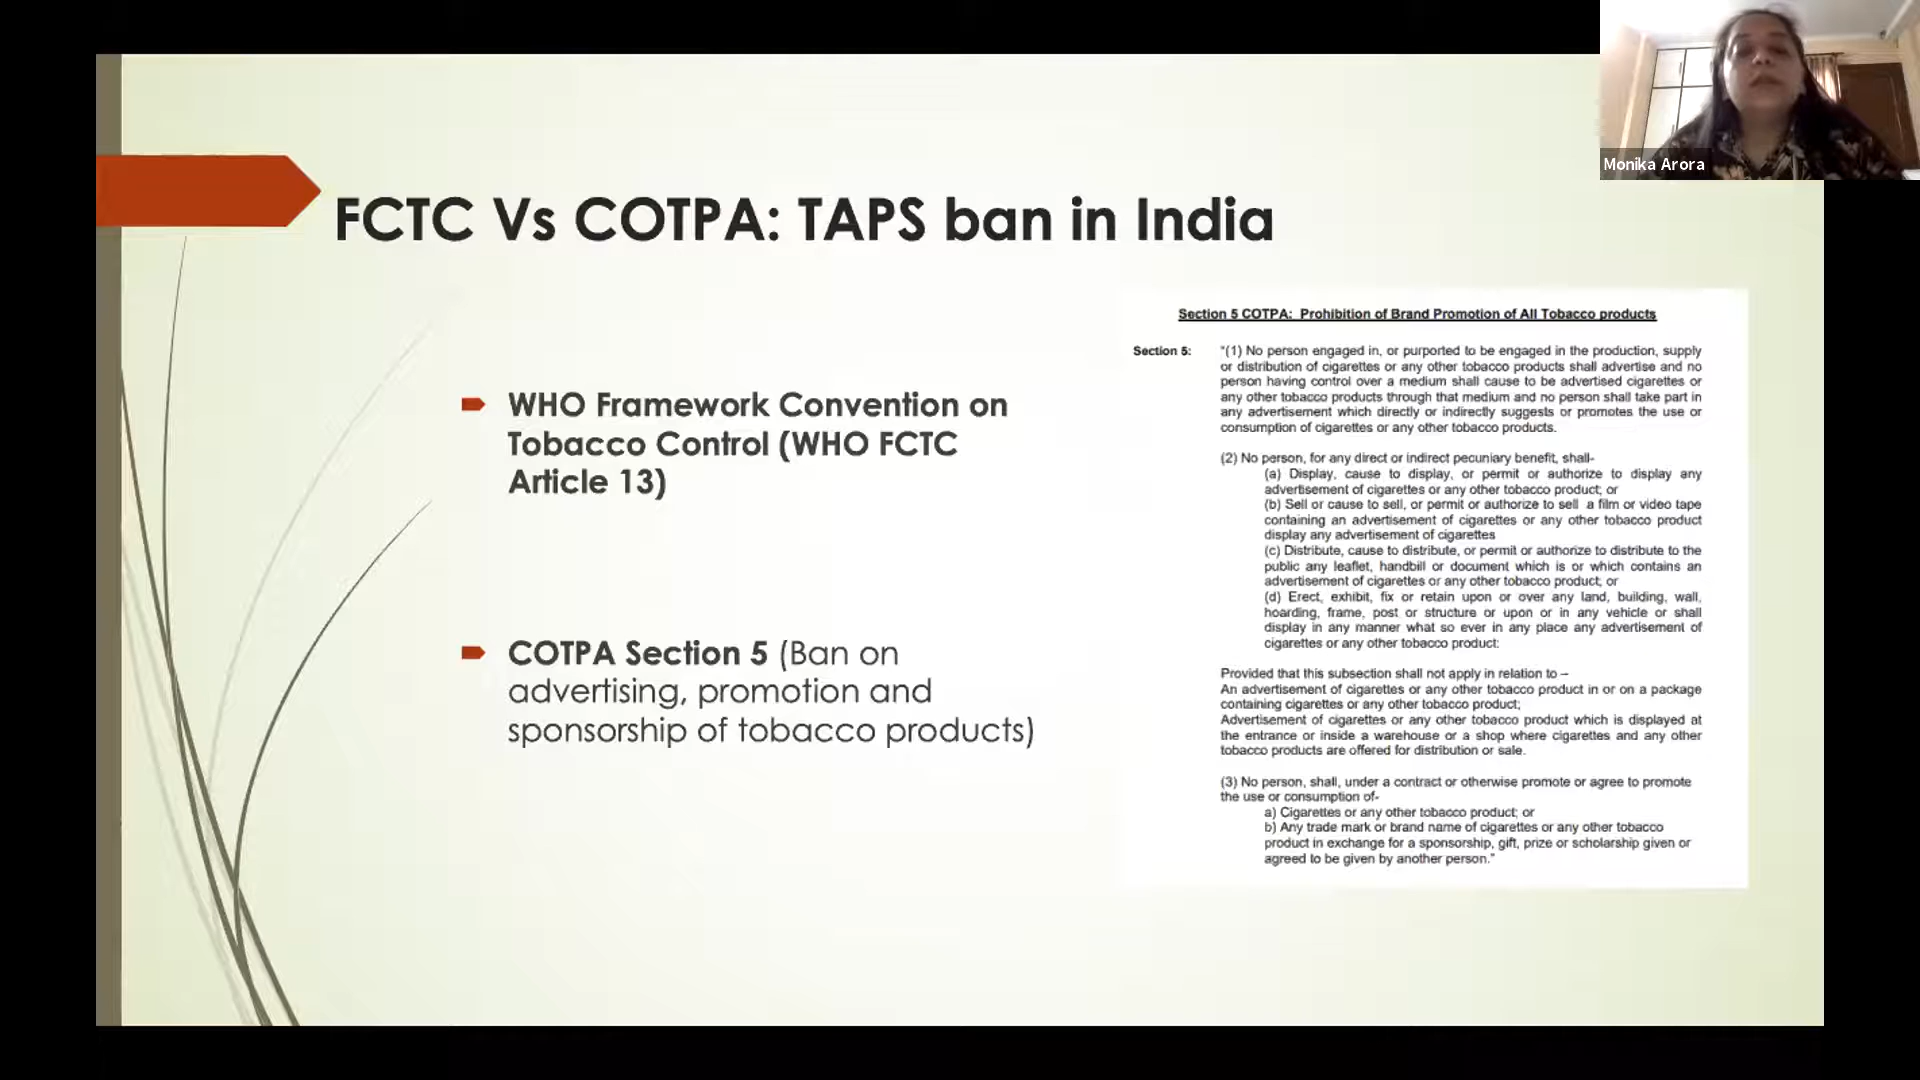 Monika Arora
FCTC Vs COTPA: TAPS ban in India
WHO Framework Convention on
Tobacco Control (WHO FCTC
Article 13)
COTPA Section 5 (Ban on
advertising, promotion and
sponsorship of tobacco products)
Section 5 COTPA: Prohibition of Brand Promotion of All Tobacco products
Section 5: "(1) No person engaged in, or purported to be engaged in the production, supply
or distribution of cigarettes or any other tobacco products shall advertise and no
person having control over a medium shall cause to be advertised cigarettes or
any other tobacco products through that medium and no person shall take part in
any advertisement which directly or indirectly suggests or promotes the use or
consumption of cigarettes or any other tobacco products.
(2) No person, for any direct or indirect pecuniary benefit, shall-
(a) Display, cause to display, or permit or authorize to display any
advertisement of cigarettes or any other tobacco product; or
(b) Sell or cause to sell, or permit or authorize to sell a film or video tape
containing an advertisement of cigarettes or any other tobacco product
display any advertisement of cigarettes
(c) Distribute, cause to distribute, or permit or authorize to distribute to the
public any leaflet, handbill or document which is or which contains an
advertisement of cigarettes or any other tobacco product; or
(d) Erect, exhibit, fix or retain upon or over any land, building, wall,
hoarding, frame, post or structure or upon or in any vehicle or shall
display in any manner what so ever in any place any advertisement of
cigarettes or any other tobacco product:
Provided that this subsection shall not apply in relation to –
An advertisement of cigarettes or any other tobacco product in or on a package
containing cigarettes or any other tobacco product;
Advertisement of cigarettes or any other tobacco product which is displayed at
the entrance or inside a warehouse or a shop where cigarettes and any other
tobacco products are offered for distribution or sale.
(3) No person, shall, under a contract or otherwise promote or agree to promote
the use or consumption of-
a) Cigarettes or any other tobacco product; or
b) Any trade mark or brand name of cigarettes or any other tobacco
product in exchange for a sponsorship, gift, prize or scholarship given or
agreed to be given by another person."